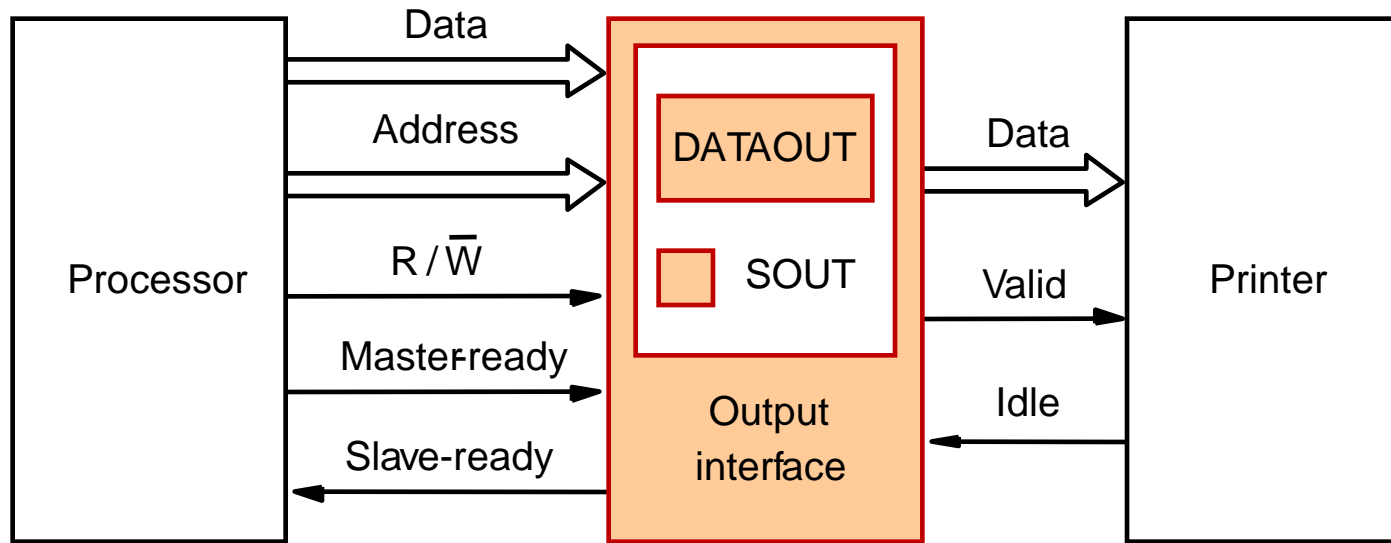 Data
Address
R / W̅
Master-ready
Slave-ready
Processor
DATAOUT
SOUT
Output
interface
Data
Valid
Idle
Printer